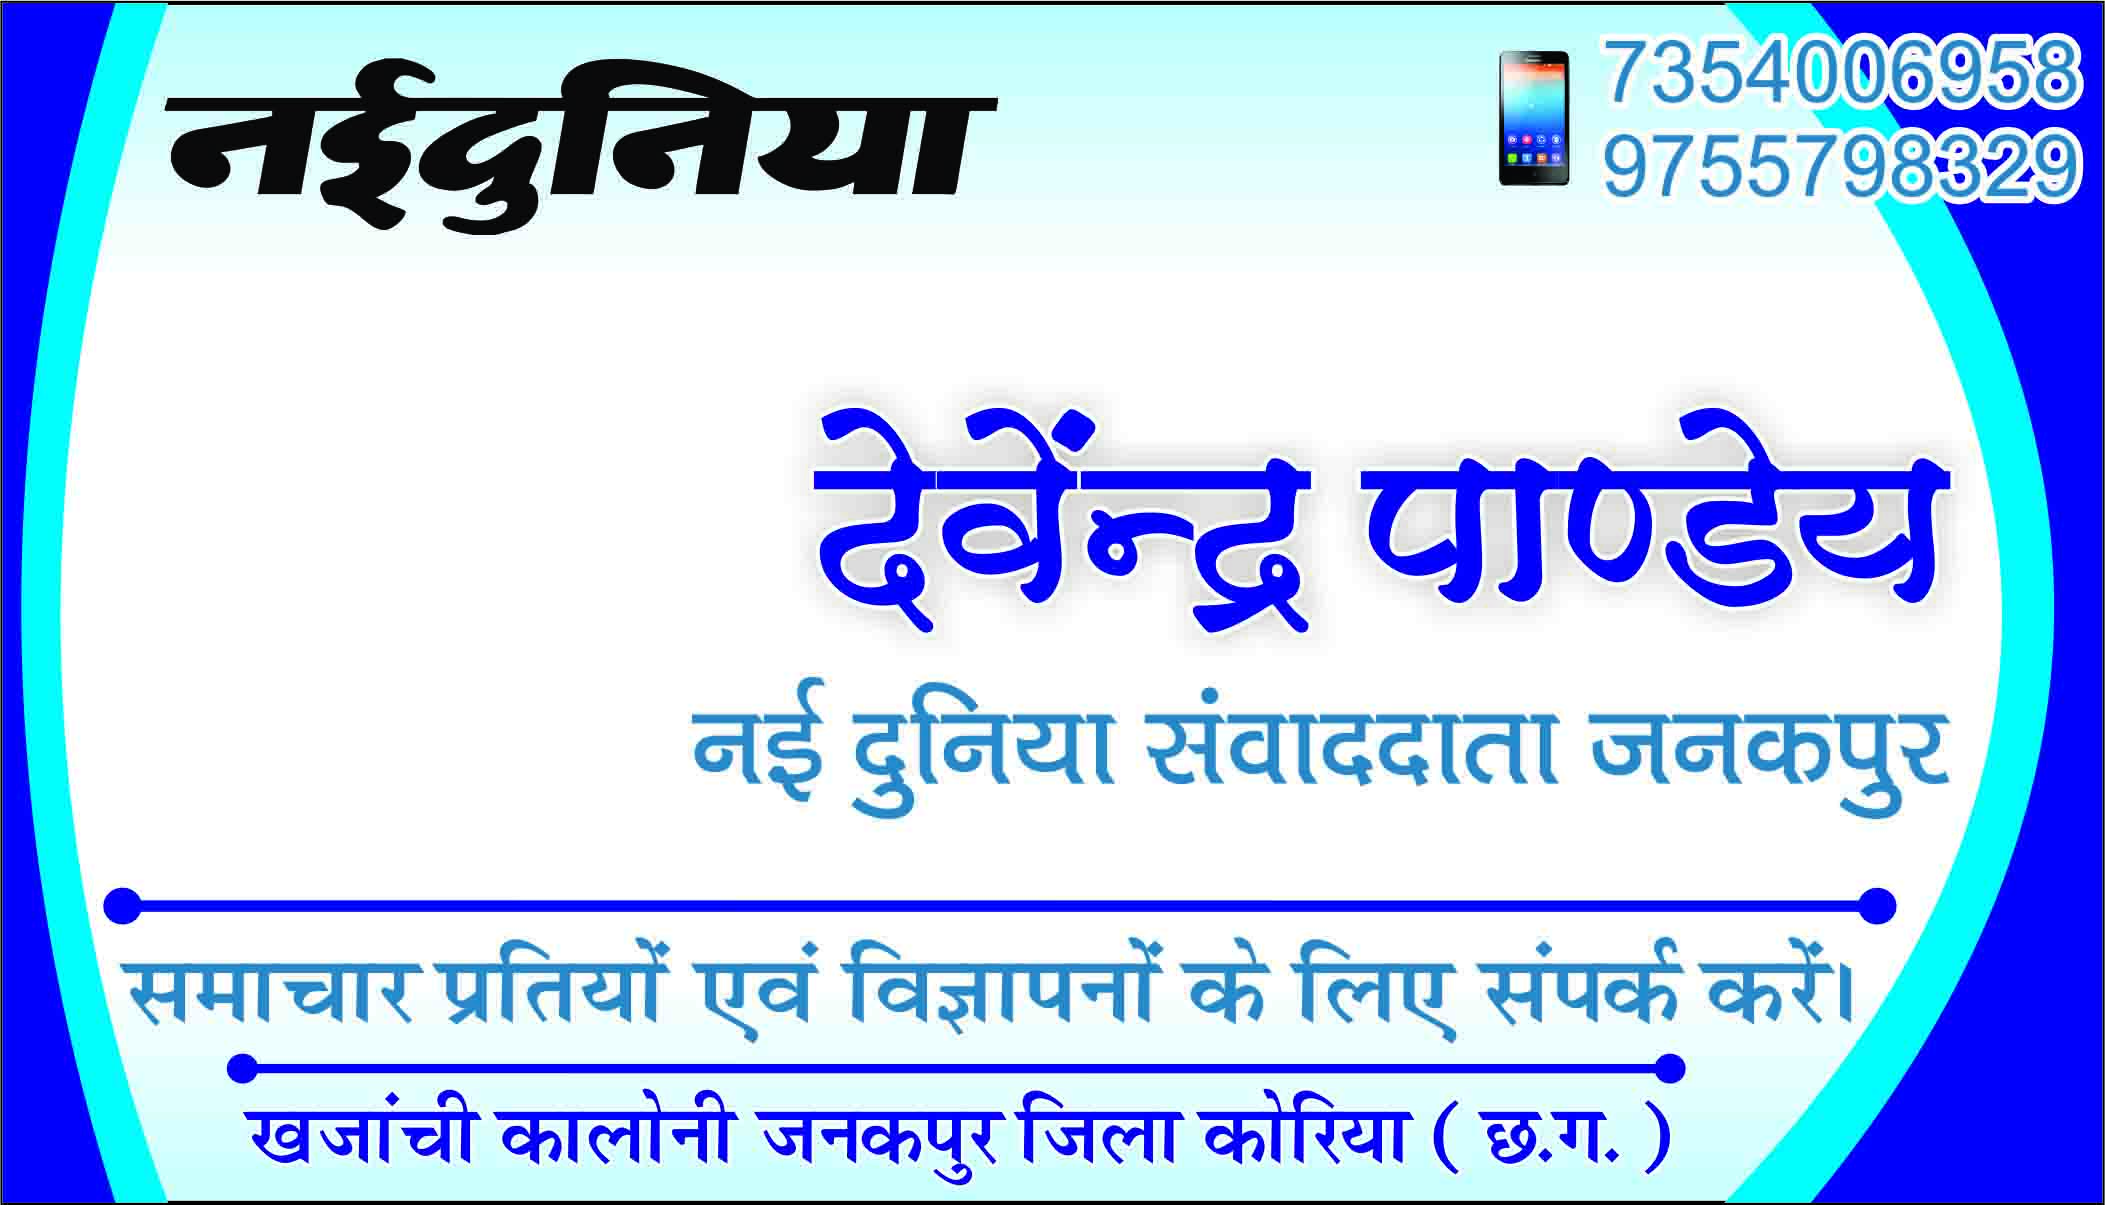 नईदुनिया
7354006958
9755798329
देवेंन्द्र पाण्डेय
नई दुनिया संवाददाता जनकपुर
समाचार प्रतियों एवं विज्ञापनों के लिए संपर्क करें।
खजांची कालोनी जनकपुर जिला कोरिया ( छ.ग. )